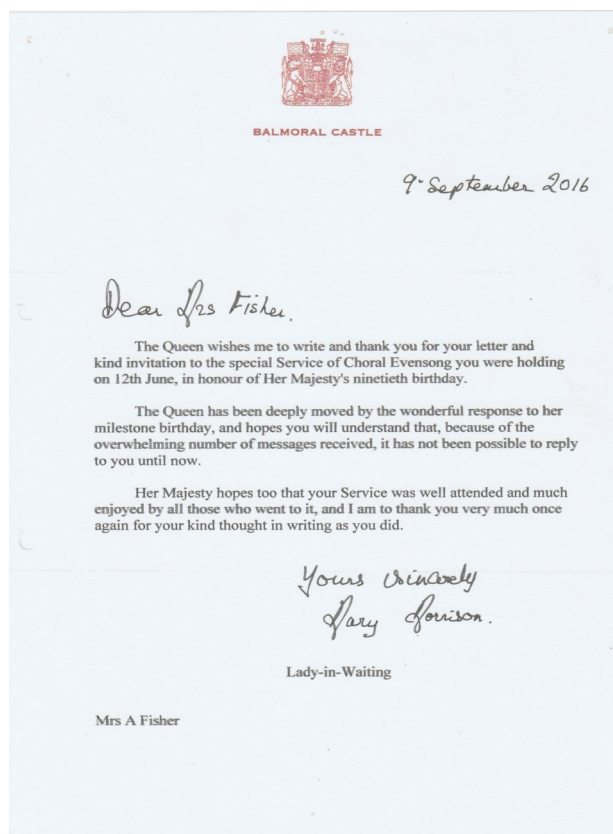 BALMORAL CASTLE
9. September 2016
Dear Mrs Fisher.
The Queen wishes me to write and thank you for your letter and
kind invitation to the special Service of Choral Evensong you were holding
on 12th June, in honour of Her Majesty's ninetieth birthday.
The Queen has been deeply moved by the wonderful response to her
milestone birthday, and hopes you will understand that, because of the
overwhelming number of messages received, it has not been possible to reply
to you until now.
Her Majesty hopes too that your Service was well attended and much
enjoyed by all those who went to it, and I am to thank you very much once
again for your kind thought in writing as you did.
Yours sincerely
Mary Morrison.
Lady-in-Waiting
Mrs A Fisher